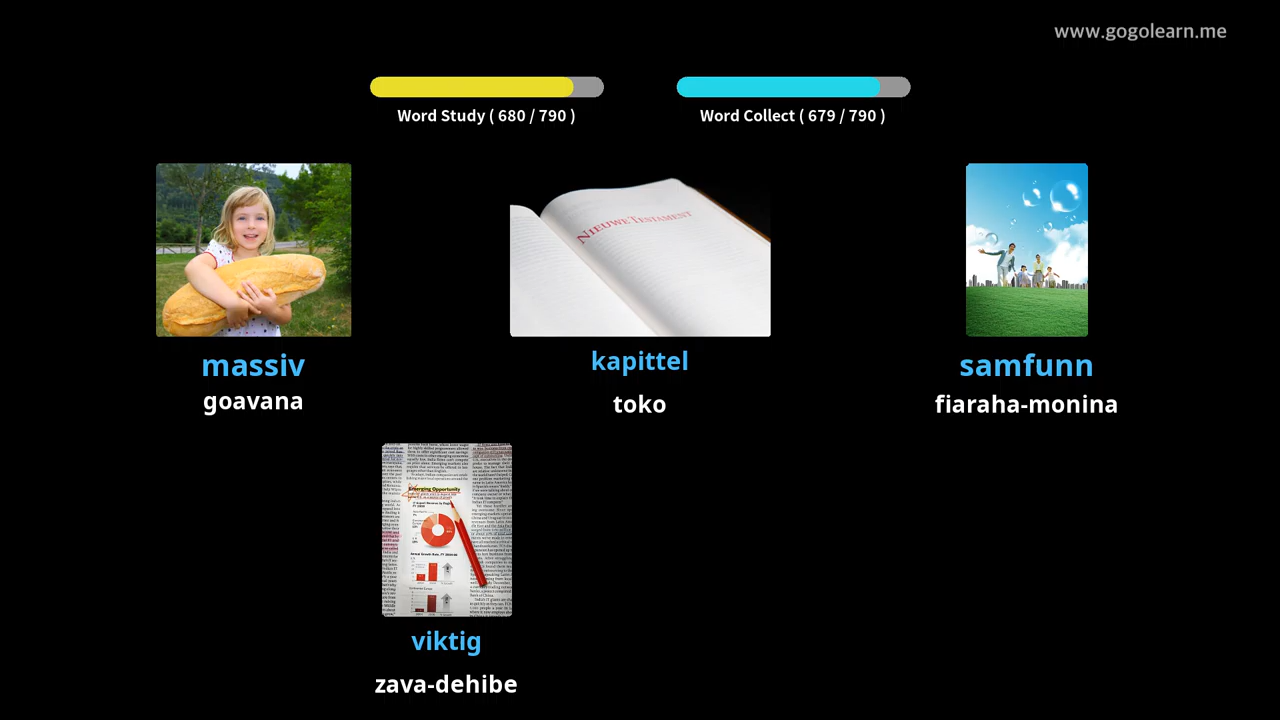 www.gogolearn.me
Word Study ( 680 / 790 )
Word Collect ( 679 / 790 )
NIEUWE TESTAMENT
massiv
goavana
kapittel
toko
samfunn
fiaraha-monina
Emerging Opportunity
viktig
zava-dehibe